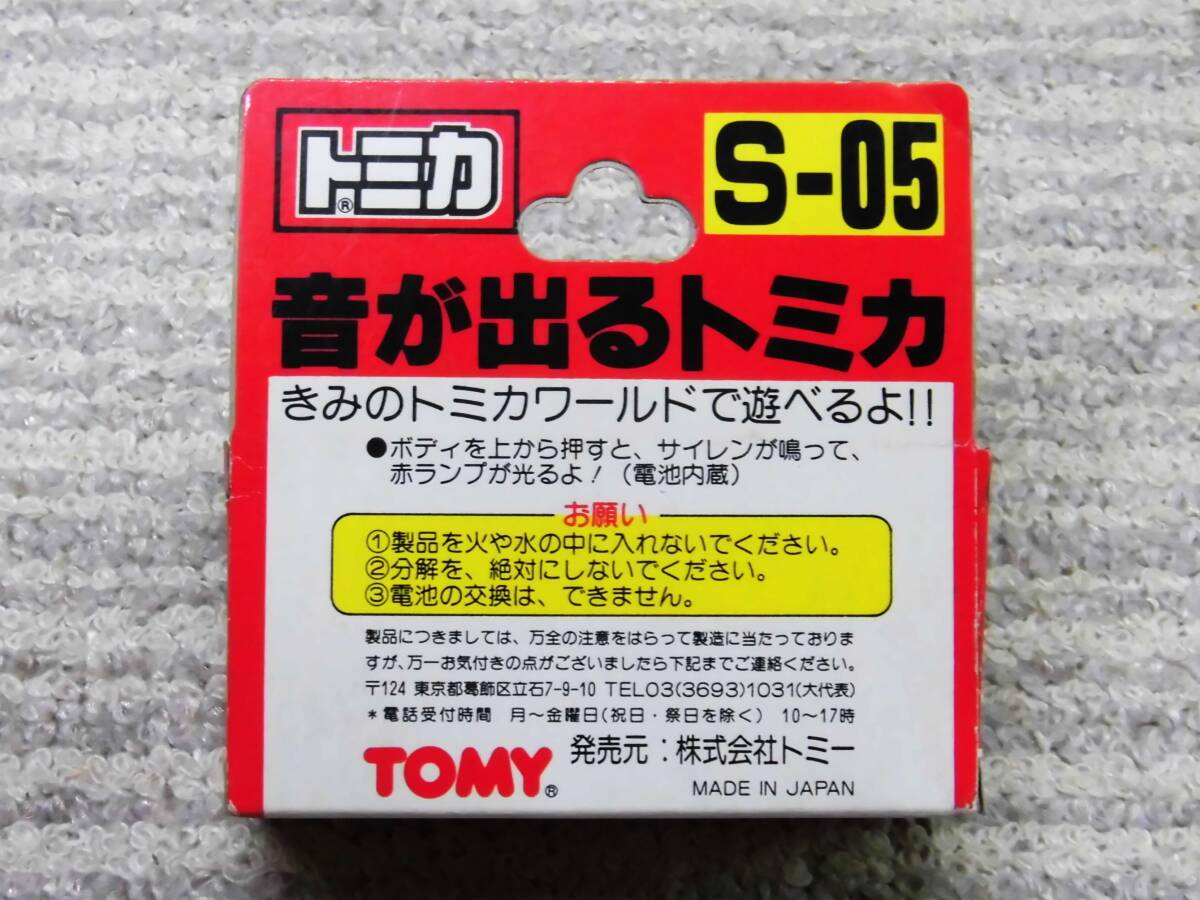 トミカ®
S-05
音が出るトミカ
きみのトミカワールドで遊べるよ!!
●ボディを上から押すと、サイレンが鳴って、
赤ランプが光るよ!（電池内蔵）
お願い
①製品を火や水の中に入れないでください。
②分解を、絶対にしないでください。
③電池の交換は、できません。
製品につきましては、万全の注意をはらって製造に当たっておりま
すが、万一お気付きの点がございましたら下記までご連絡ください。
〒124 東京都葛飾区立石7-9-10 TEL03(3693)1031(大代表)
*電話受付時間 月〜金曜日(祝日・祭日を除く) 10〜17時
TOMY® 発売元:株式会社トミー
MADE IN JAPAN